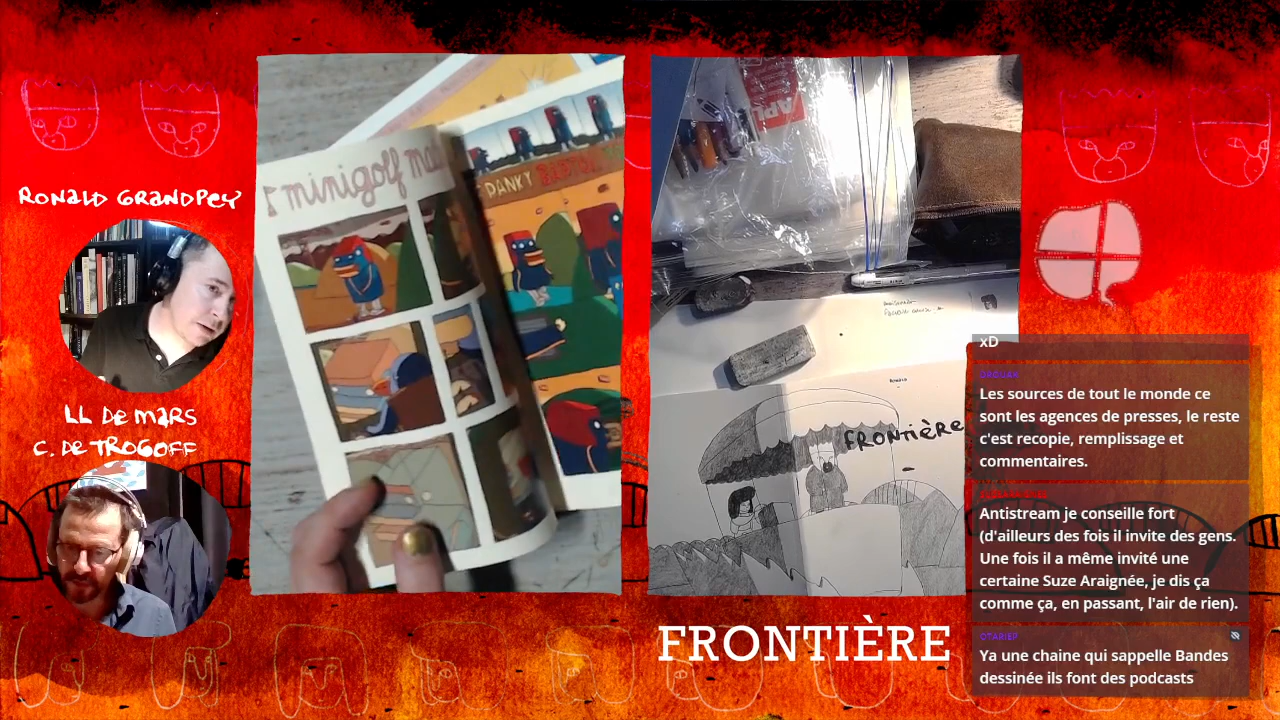 RONALD GRANDPEY
LL DE MARS
C. DE TROGOFF
minigolf
DANKY
FRONTIÈRE
FRONTIÈRE
xD
Les sources de tout le monde ce
sont les agences de presses, le reste
c'est recopie, remplissage et
commentaires.
Antistream je conseille fort
(d'ailleurs des fois il invite des gens.
Une fois il a même invité une
certaine Suze Araignée, je dis ça
comme ça, en passant, l'air de rien).
OTARIEP
Ya une chaine qui sappelle Bandes
dessinée ils font des podcasts